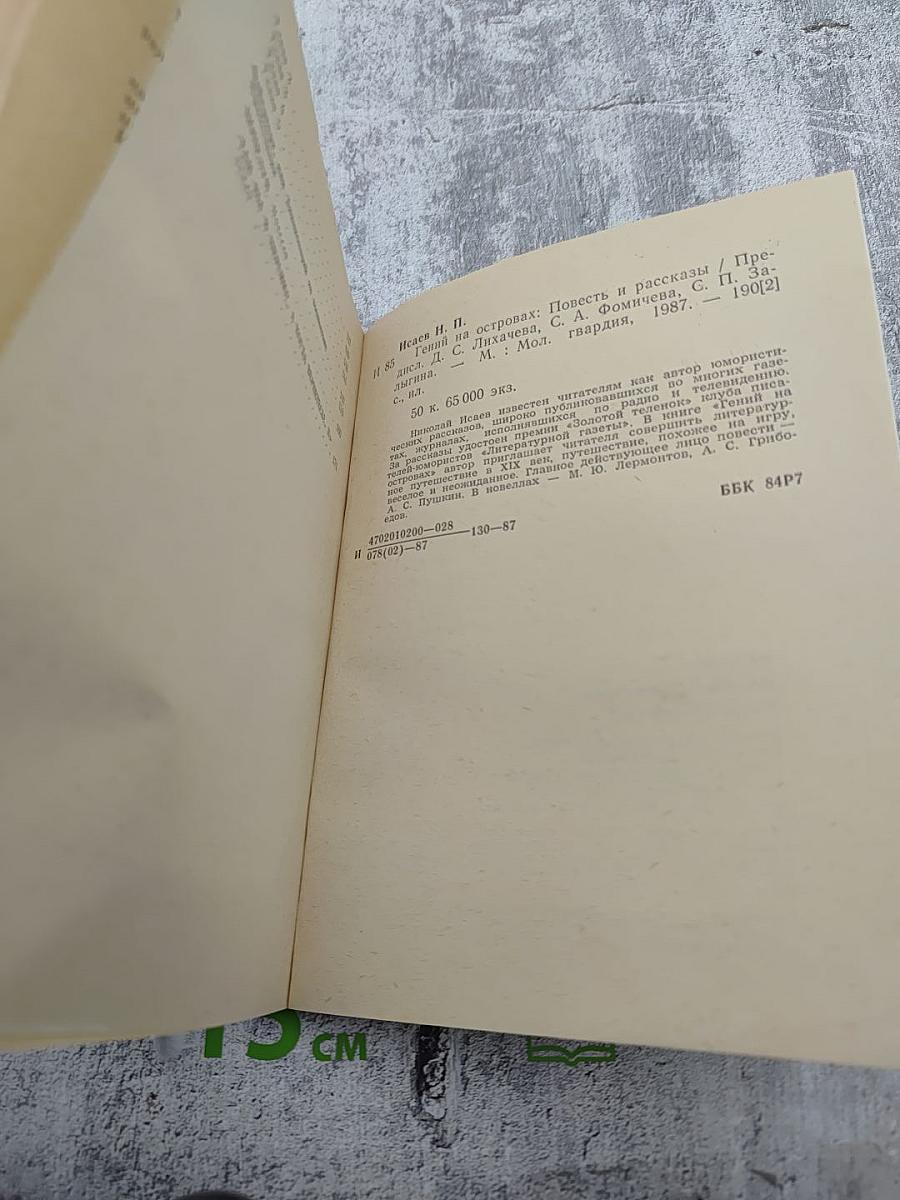 Исаев Н. П.
И 85 Гений на островах: Повесть и рассказы / Пре-
дисл. Д. С. Лихачева, С. А. Фомичева, С. П. За-
лыгина. — М. : Мол. гвардия, 1987. — 190[2]
с., ил.
50 к. 65 000 экз.
Николай Исаев известен читателям как автор юмористи-
ческих рассказов, широко публиковавшихся во многих газе-
тах, журналах, исполнявшихся по радио и телевидению.
За рассказы удостоен премии «Золотой теленок» клуба писа-
телей-юмористов «Литературной газеты». В книге «Гений на
островах» автор приглашает читателя совершить литератур-
ное путешествие в XIX век, путешествие, похожее на игру,
веселое и неожиданное. Главное действующее лицо повести —
А. С. Пушкин. В новеллах — М. Ю. Лермонтов, А. С. Грибо-
едов.
ББК 84Р7
4702010200—028
И —130—87
078(02)—87
15 см